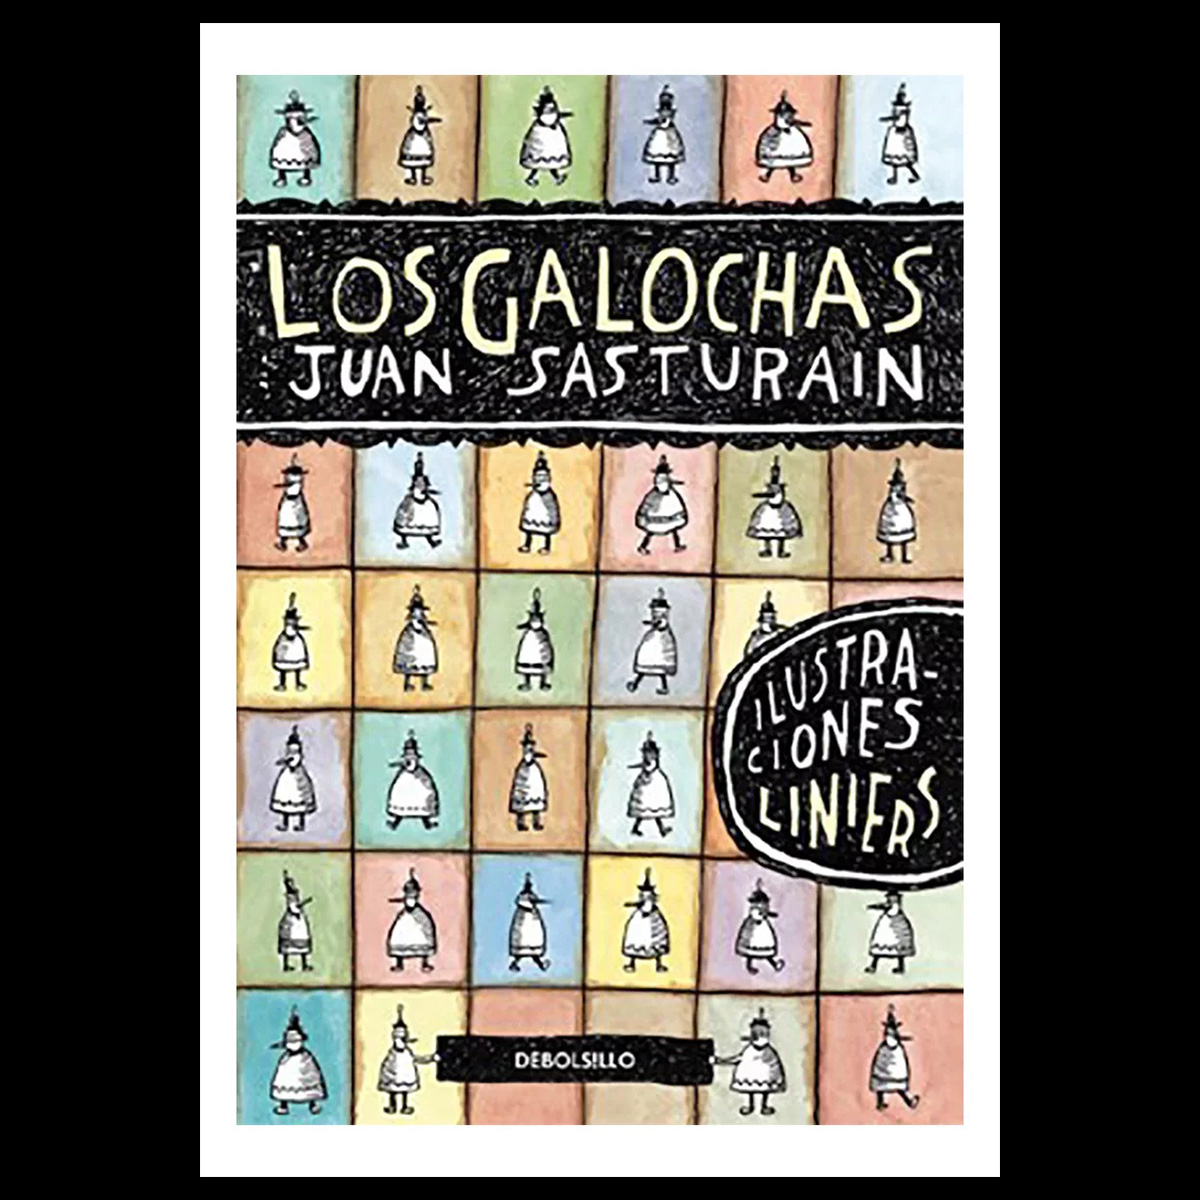 LOS GALOCHAS
JUAN SASTURAIN
ILUSTRA-
CIONES
LINIERS
DEBOLSILLO